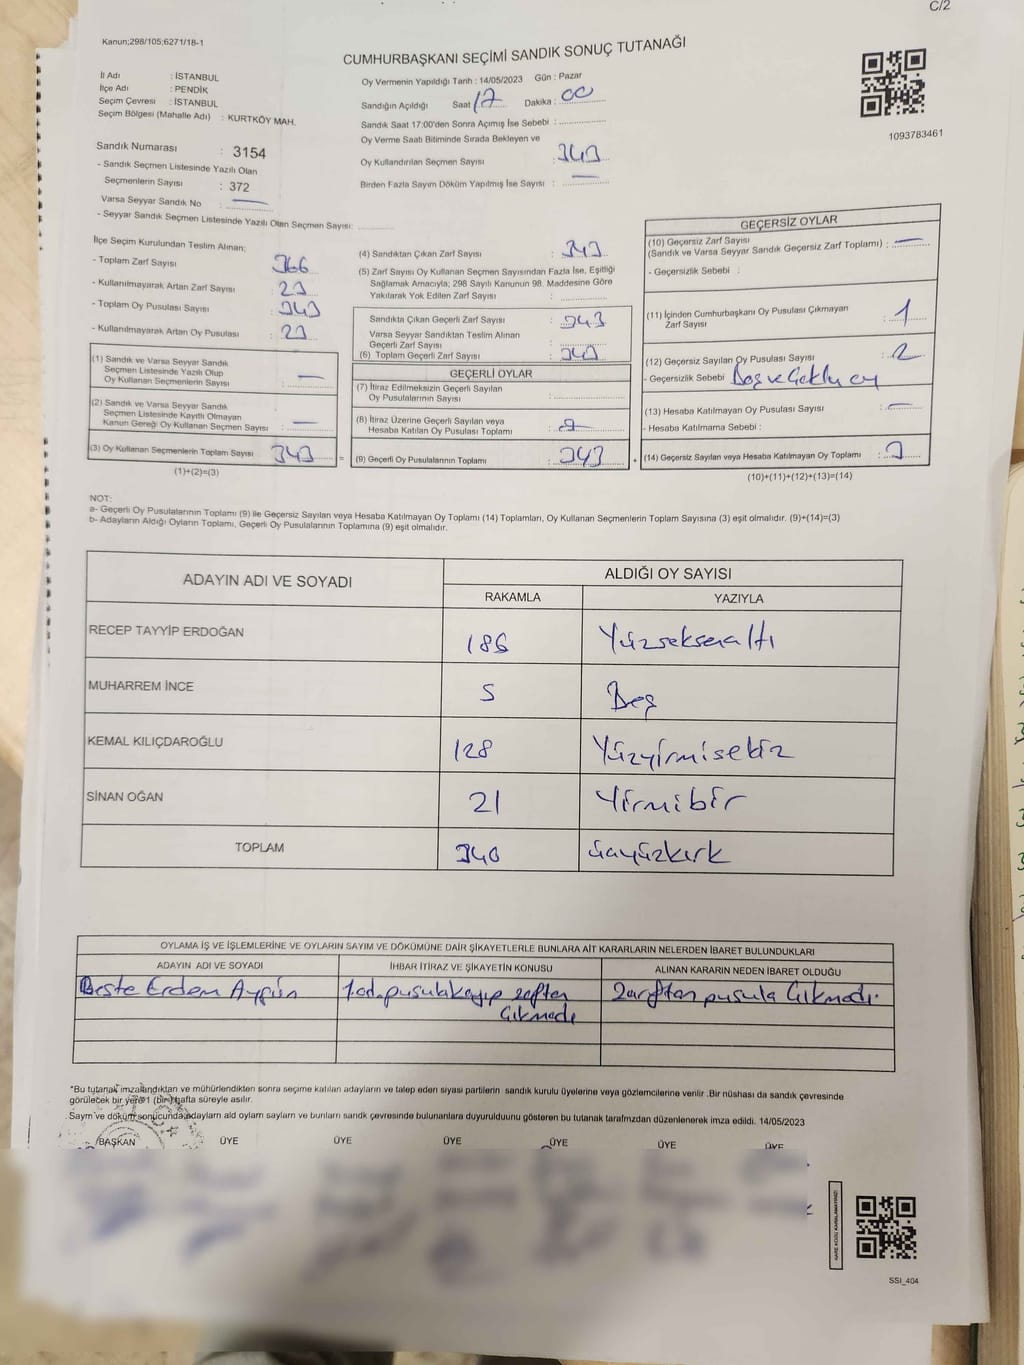 C/2
Kanun;298/105;6271/18-1
CUMHURBAŞKANI SEÇİMİ SANDIK SONUÇ TUTANAĞI
İl Adı : İSTANBUL
İlçe Adı : PENDİK
Seçim Çevresi : İSTANBUL
Seçim Bölgesi (Mahalle Adı) : KURTKÖY MAH.
Sandık Numarası : 3154
- Sandık Seçmen Listesinde Yazılı Olan
Seçmenlerin Sayısı : 372
Varsa Seyyar Sandık No : —
- Seyyar Sandık Seçmen Listesinde Yazılı Olan Seçmen Sayısı:
Oy Vermenin Yapıldığı Tarih : 14/05/2023 Gün : Pazar
Sandığın Açıldığı Saat 17 Dakika : 00
Sandık Saat 17:00'den Sonra Açımış İse Sebebi :
Oy Verme Saati Bitiminde Sırada Bekleyen ve
Oy Kullandırılan Seçmen Sayısı : 343
Birden Fazla Sayım Döküm Yapılmış İse Sayısı : —
1093783461
İlçe Seçim Kurulundan Teslim Alınan;
- Toplam Zarf Sayısı : 366
- Kullanılmayarak Artan Zarf Sayısı : 23
- Toplam Oy Pusulası Sayısı : 343
- Kullanılmayarak Artan Oy Pusulası : 23
(1) Sandık ve Varsa Seyyar Sandık
Seçmen Listesinde Yazılı Olup
Oy Kullanan Seçmenlerin Sayısı : —
(2) Sandık ve Varsa Seyyar Sandık
Seçmen Listesinde Kayıtlı Olmayan
Kanun Gereği Oy Kullanan Seçmen Sayısı : —
(3) Oy Kullanan Seçmenlerin Toplam Sayısı : 343
(1)+(2)=(3)
=
(4) Sandıktan Çıkan Zarf Sayısı : 343
(5) Zarf Sayısı Oy Kullanan Seçmen Sayısından Fazla İse, Eşitliği
Sağlamak Amacıyla; 298 Sayılı Kanunun 98. Maddesine Göre
Yakılarak Yok Edilen Zarf Sayısı :
Sandıkta Çıkan Geçerli Zarf Sayısı : 343
Varsa Seyyar Sandıktan Teslim Alınan
Geçerli Zarf Sayısı :
(6) Toplam Geçerli Zarf Sayısı : 343
GEÇERLİ OYLAR
(7) İtiraz Edilmeksizin Geçerli Sayılan
Oy Pusulalarının Sayısı :
(8) İtiraz Üzerine Geçerli Sayılan veya
Hesaba Katılan Oy Pusulası Toplamı :
(9) Geçerli Oy Pusulalarının Toplamı : 343
+
GEÇERSİZ OYLAR
(10) Geçersiz Zarf Sayısı
(Sandık ve Varsa Seyyar Sandık Geçersiz Zarf Toplamı) : —
- Geçersizlik Sebebi :
(11) İçinden Cumhurbaşkanı Oy Pusulası Çıkmayan
Zarf Sayısı : 1
(12) Geçersiz Sayılan Oy Pusulası Sayısı : 2
- Geçersizlik Sebebi Boş ve oy
(13) Hesaba Katılmayan Oy Pusulası Sayısı : —
- Hesaba Katılmama Sebebi :
(14) Geçersiz Sayılan veya Hesaba Katılmayan Oy Toplamı : 3
(10)+(11)+(12)+(13)=(14)
NOT:
a- Geçerli Oy Pusulalarının Toplamı (9) ile Geçersiz Sayılan veya Hesaba Katılmayan Oy Toplamı (14) Toplamları, Oy Kullanan Seçmenlerin Toplam Sayısına (3) eşit olmalıdır. (9)+(14)=(3)
b- Adayların Aldığı Oyların Toplamı, Geçerli Oy Pusulalarının Toplamına (9) eşit olmalıdır.
ADAYIN ADI VE SOYADI ALDIĞI OY SAYISI
RAKAMLA YAZIYLA
RECEP TAYYİP ERDOĞAN 186 Yüzseksenaltı
MUHARREM İNCE 5 Beş
KEMAL KILIÇDAROĞLU 128 Yüzyirmisekiz
SİNAN OĞAN 21 Yirmibir
TOPLAM 340 üçyüzkırk
OYLAMA İŞ VE İŞLEMLERİNE VE OYLARIN SAYIM VE DÖKÜMÜNE DAİR ŞİKAYETLERLE BUNLARA AİT KARARLARIN NELERDEN İBARET BULUNDUKLARI
ADAYIN ADI VE SOYADI İHBAR İTİRAZ VE ŞİKAYETİN KONUSU ALINAN KARARIN NEDEN İBARET OLDUĞU
Beste Erdem Aygün 1 ad. pusula kayıp zarftan Zarftan pusula Çıkmadı.
Çıkmadı
*Bu tutanak imzalandıktan ve mühürlendikten sonra seçime katılan adayların ve talep eden siyasi partilerin sandık kurulu üyelerine veya gözlemcilerine verilir .Bir nüshası da sandık çevresinde
görülecek bir yere 1 (bir) hafta süreyle asılır.
Saym ve döküm sonucunda adaylarn ald oylarn saylarn ve bunlarn sandk çevresinde bulunanlara duyurulduunu gösteren bu tutanak tarafmzdan düzenlenerek imza edildi. 14/05/2023
BAŞKAN ÜYE ÜYE ÜYE ÜYE ÜYE ÜYE
SSI_404